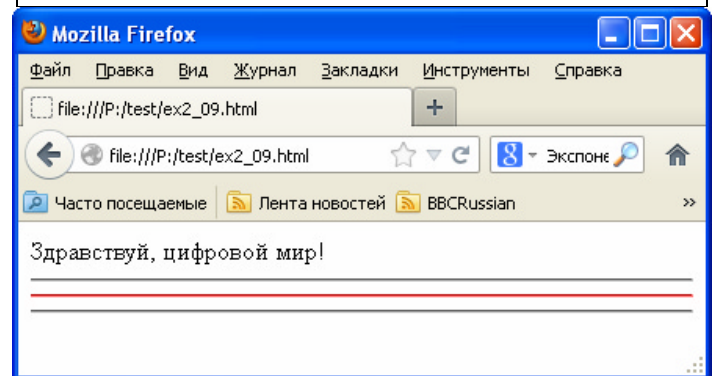 Mozilla Firefox
Файл Правка Вид Журнал Закладки Инструменты Справка
file:///P:/test/ex2_09.html +
file:///P:/test/ex2_09.html 8 Экспоне
Часто посещаемые Лента новостей BBCRussian »
Здравствуй, цифровой мир!